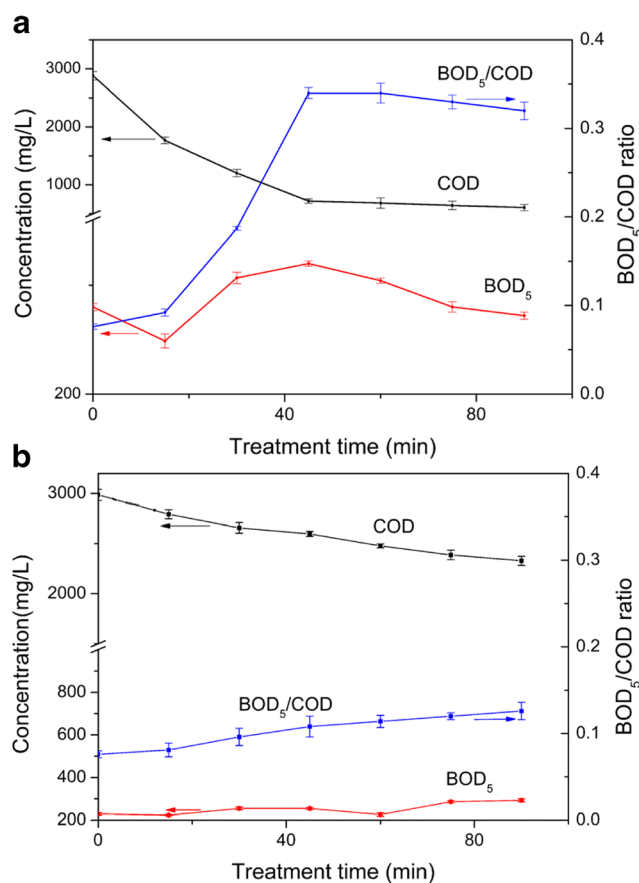 a
Concentration (mg/L)
3000
2000
1000
200
0.4
0.3
0.2
0.1
0.0
BOD5/COD ratio
BOD5/COD
COD
BOD5
0
40
80
Treatment time (min)
b
Concentration(mg/L)
3000
2000
800
700
600
500
400
300
200
0.4
0.3
0.2
0.1
0.0
BOD5/COD ratio
COD
BOD5/COD
BOD5
0
40
80
Treatment time (min)